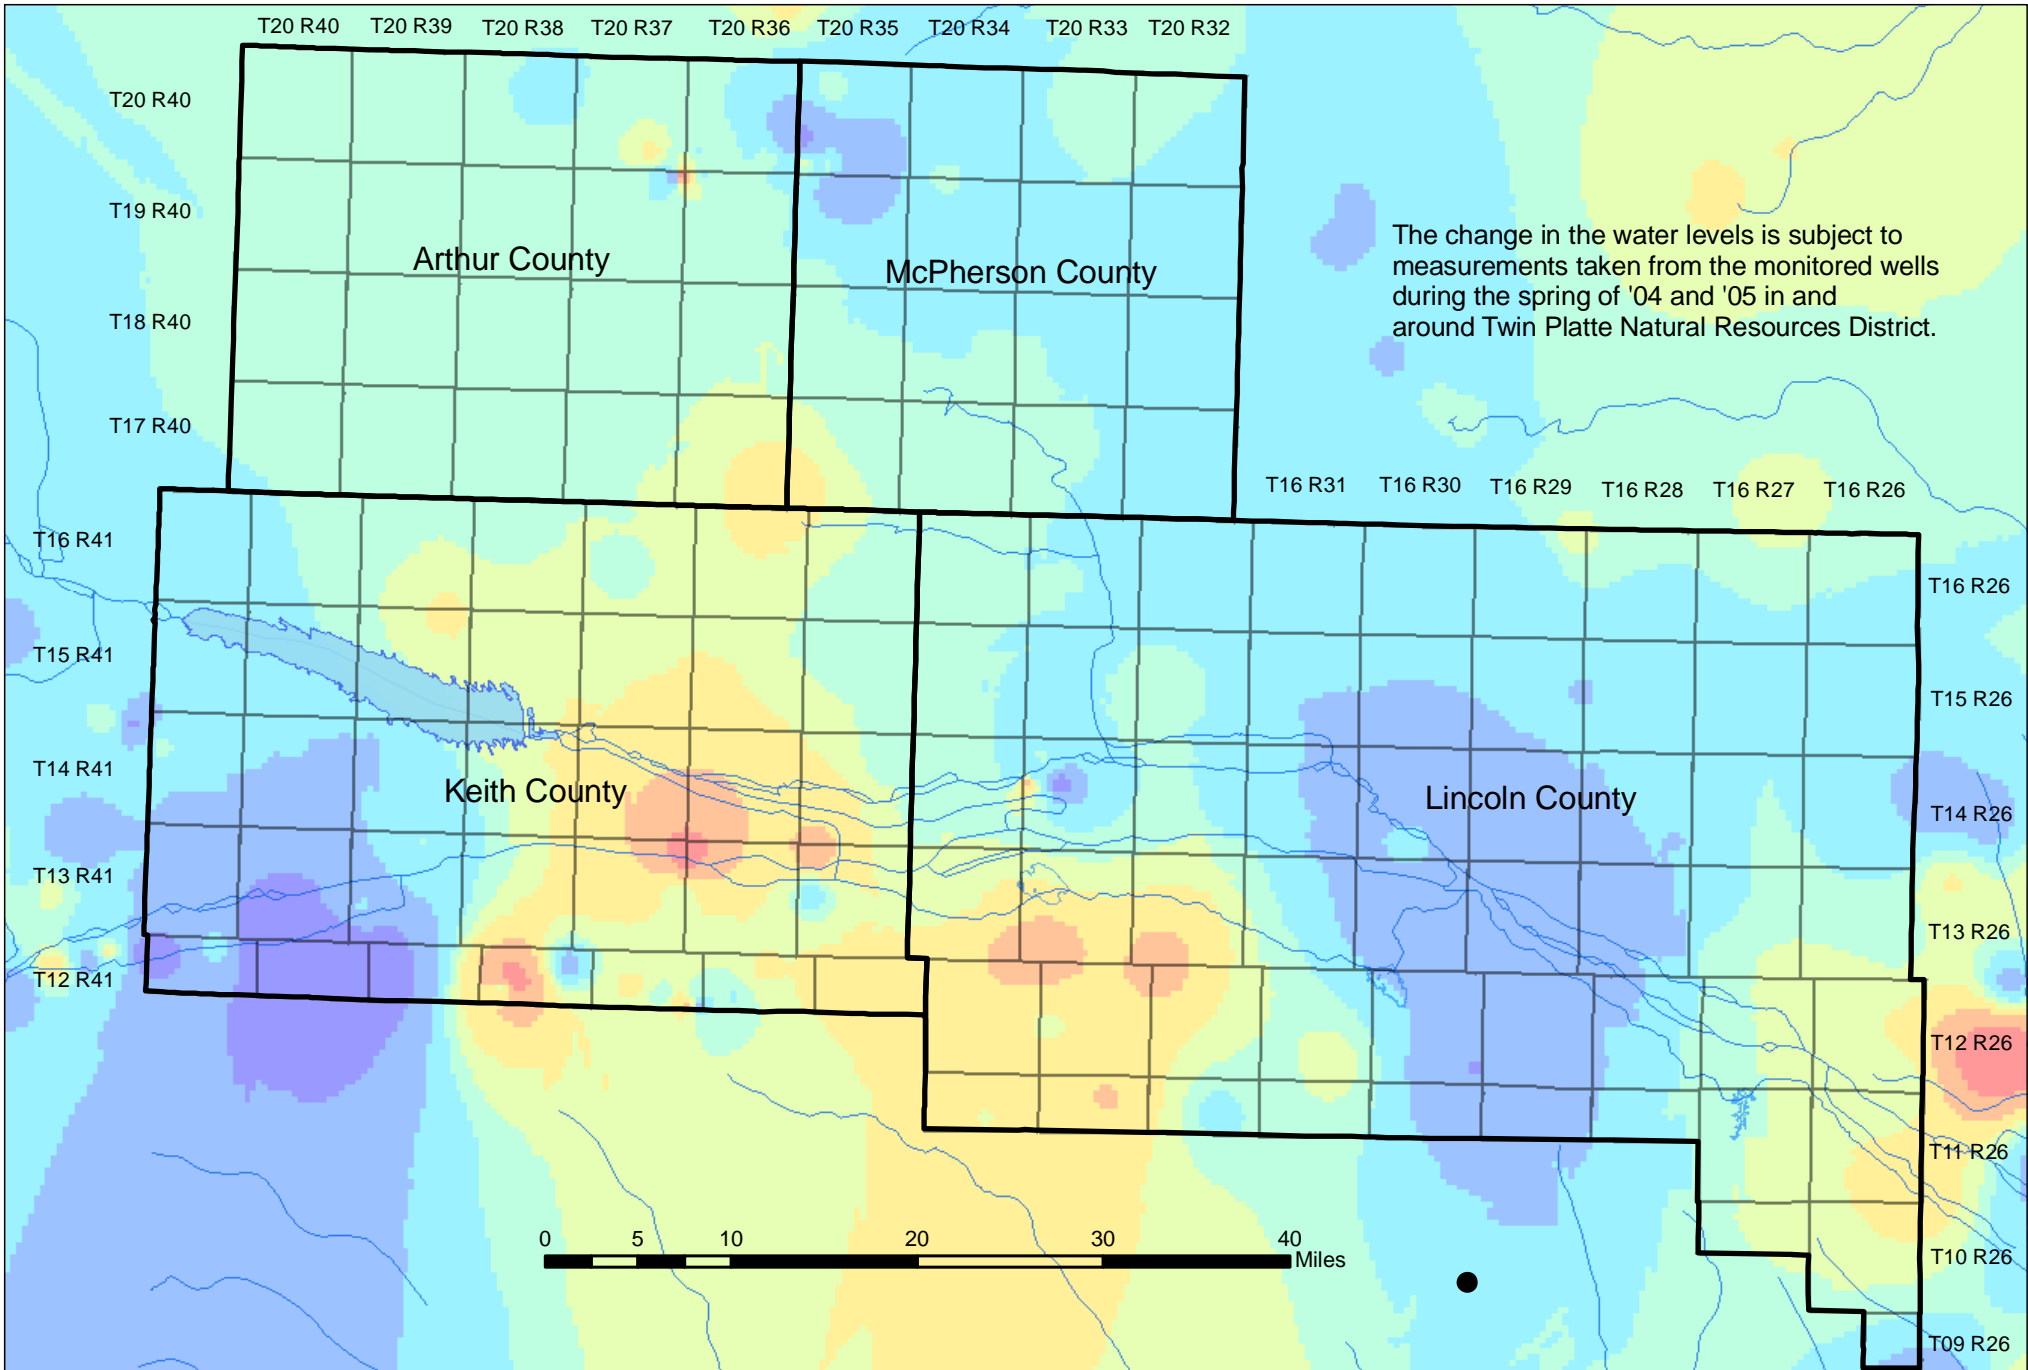 T20 R40 T20 R39 T20 R38 T20 R37 T20 R36 T20 R35 T20 R34 T20 R33 T20 R32
T20 R40
T19 R40
The change in the water levels is subject to
measurements taken from the monitored wells
during the spring of '04 and '05 in and
around Twin Platte Natural Resources District.
Arthur County
McPherson County
T18 R40
T17 R40
T16 R31 T16 R30 T16 R29 T16 R28 T16 R27 T16 R26
T16 R41
T16 R26
T15 R41
T15 R26
T14 R41
Keith County
Lincoln County
T14 R26
T13 R41
T13 R26
T12 R41
T12 R26
T11 R26
0 5 10 20 30 40
Miles
T10 R26
T09 R26